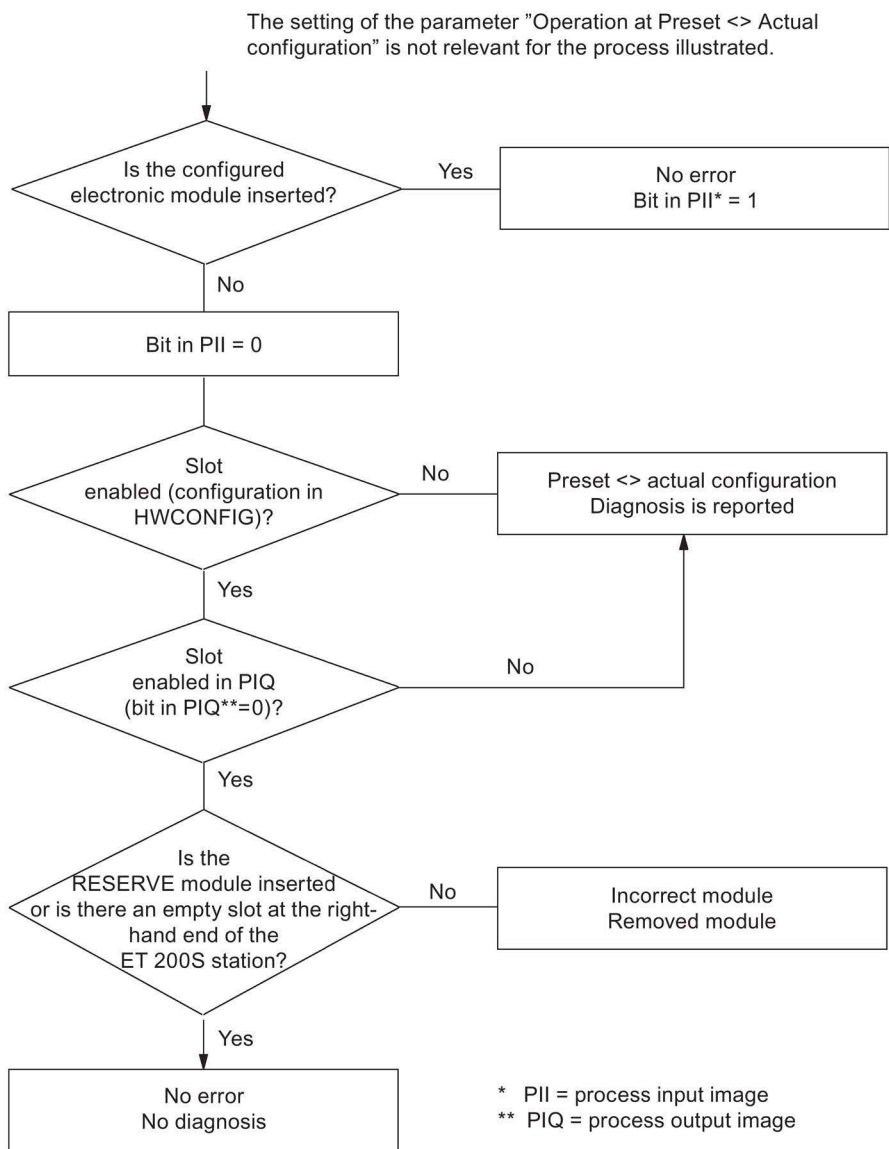 The setting of the parameter ”Operation at Preset <> Actual
configuration” is not relevant for the process illustrated.
Is the configured
electronic module inserted?
Yes
No error
Bit in PII* = 1
No
Bit in PII = 0
Slot
enabled (configuration in
HWCONFIG)?
No
Preset <> actual configuration
Diagnosis is reported
Yes
Slot
enabled in PIQ
(bit in PIQ**=0)?
No
Yes
Is the
RESERVE module inserted
or is there an empty slot at the right-
hand end of the
ET 200S station?
No
Incorrect module
Removed module
Yes
No error
No diagnosis
* PII = process input image
** PIQ = process output image